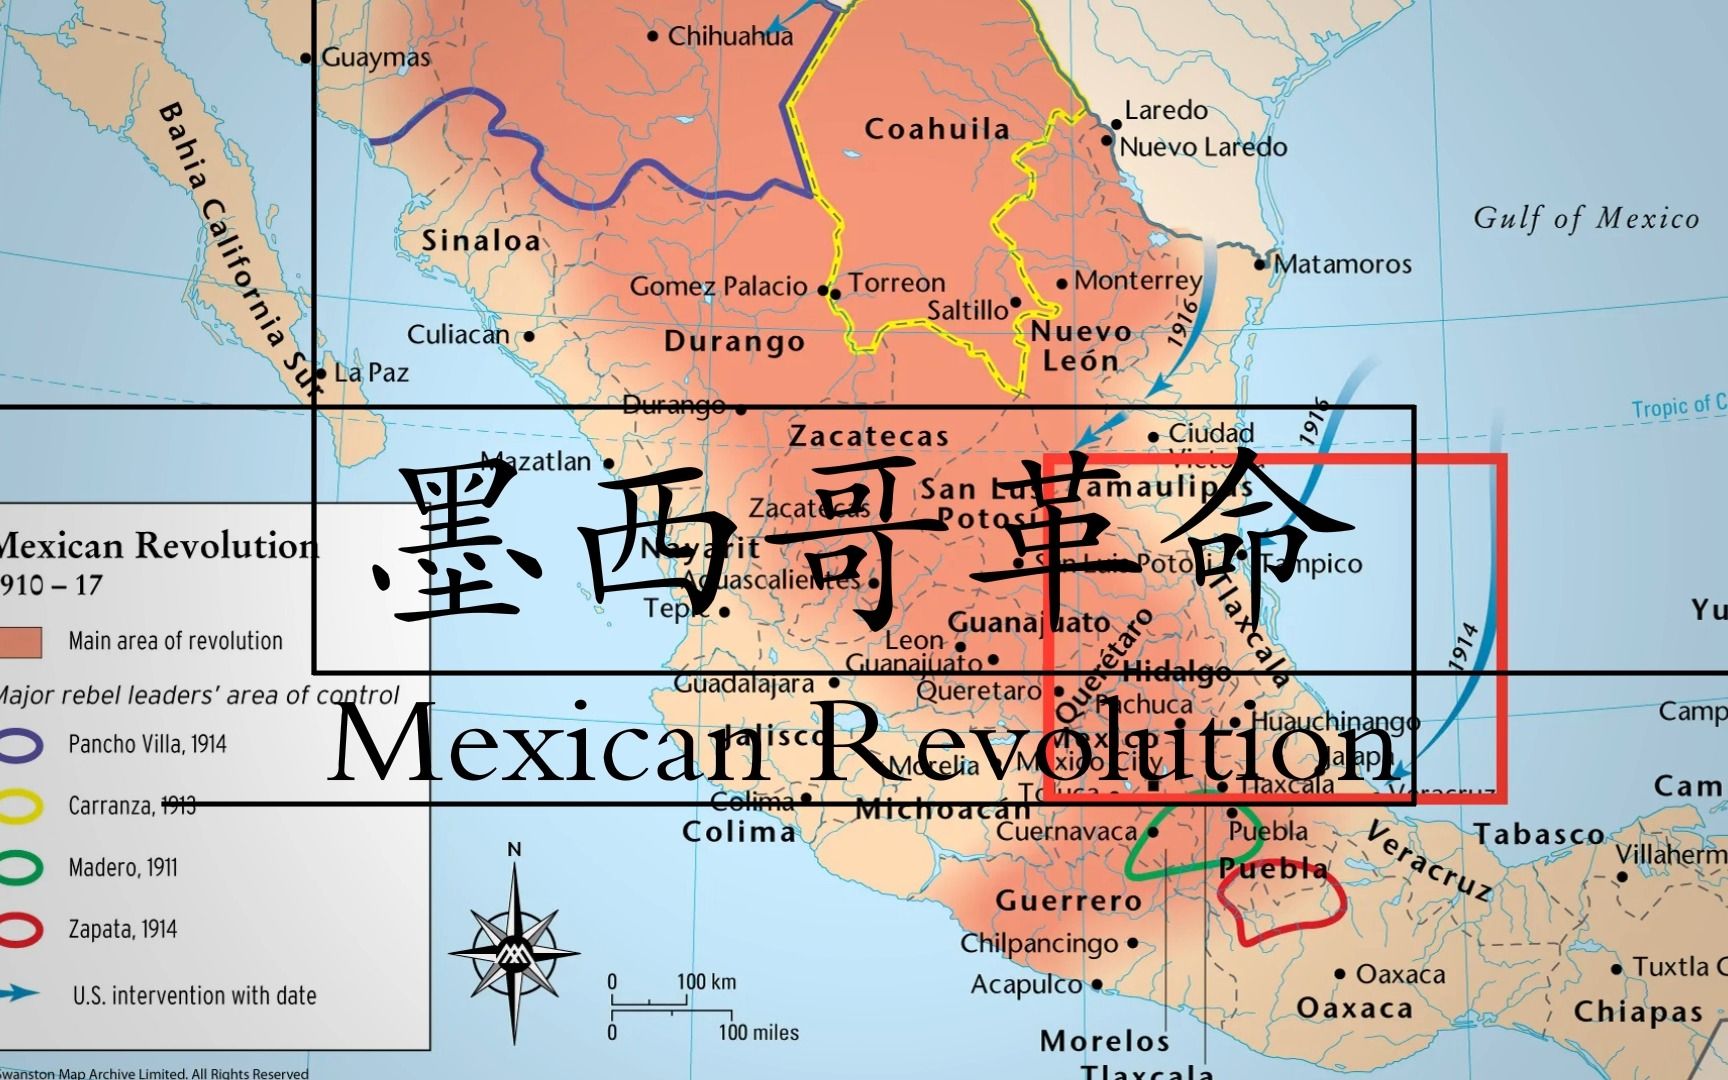 Chihuahua
Guaymas
Bahia California Sur
Coahuila
Laredo
Nuevo Laredo
Gulf of Mexico
Sinaloa
Matamoros
Gomez Palacio
Torreon
Monterrey
Saltillo
1916
Culiacan
Durango
Nuevo
León
La Paz
Durango
1916
Tropic of C
Zacatecas
Ciudad
Mazatlan
San Luis
Potosi
Tamaulipas
Zacatecas
墨西哥革命
Nayarit
San Luis Potosi
Tampico
Aguascalientes
Tepic
Tlaxcala
Guanajuato
Querétaro
Leon
Guanajuato
Hidalgo
1914
Yu
Guadalajara
Queretaro
Pachuca
Huauchinango
Camp
Mexican Revolution
Jalisco
Mexico
Jalapa
Morelia
Mexico City
Toluca
Tlaxcala
Veracruz
Cam
Colima
Michoacán
Colima
Cuernavaca
Puebla
Veracruz
Tabasco
Villaherm
Puebla
Guerrero
Chilpancingo
Acapulco
Oaxaca
Oaxaca
Tuxtla G
Chiapas
Morelos
Tlaxcala
Mexican Revolution
1910 – 17
Main area of revolution
Major rebel leaders’ area of control
Pancho Villa, 1914
Carranza, 1913
Madero, 1911
Zapata, 1914
U.S. intervention with date
N
0 100 km
0 100 miles
Swanston Map Archive Limited. All Rights Reserved